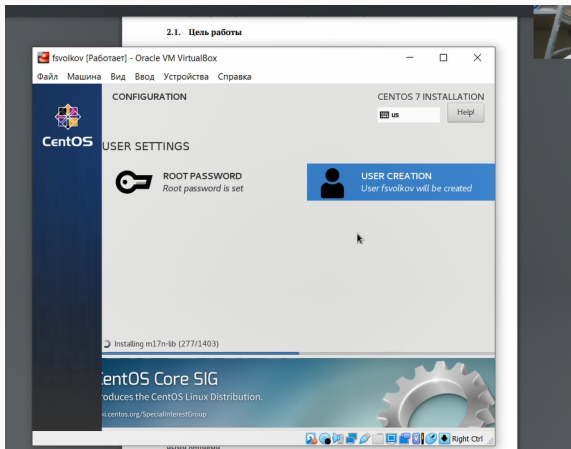 2.1. Цель работы
fsvolkov [Работает] - Oracle VM VirtualBox
Файл Машина Вид Ввод Устройства Справка
CONFIGURATION
CENTOS 7 INSTALLATION
us
Help!
CentOS
USER SETTINGS
ROOT PASSWORD
Root password is set
USER CREATION
User fsvolkov will be created
Installing m17n-lib (277/1403)
entOS Core SIG
oduces the CentOS Linux Distribution.
i.centos.org/SpecialInterestGroup
Right Ctrl